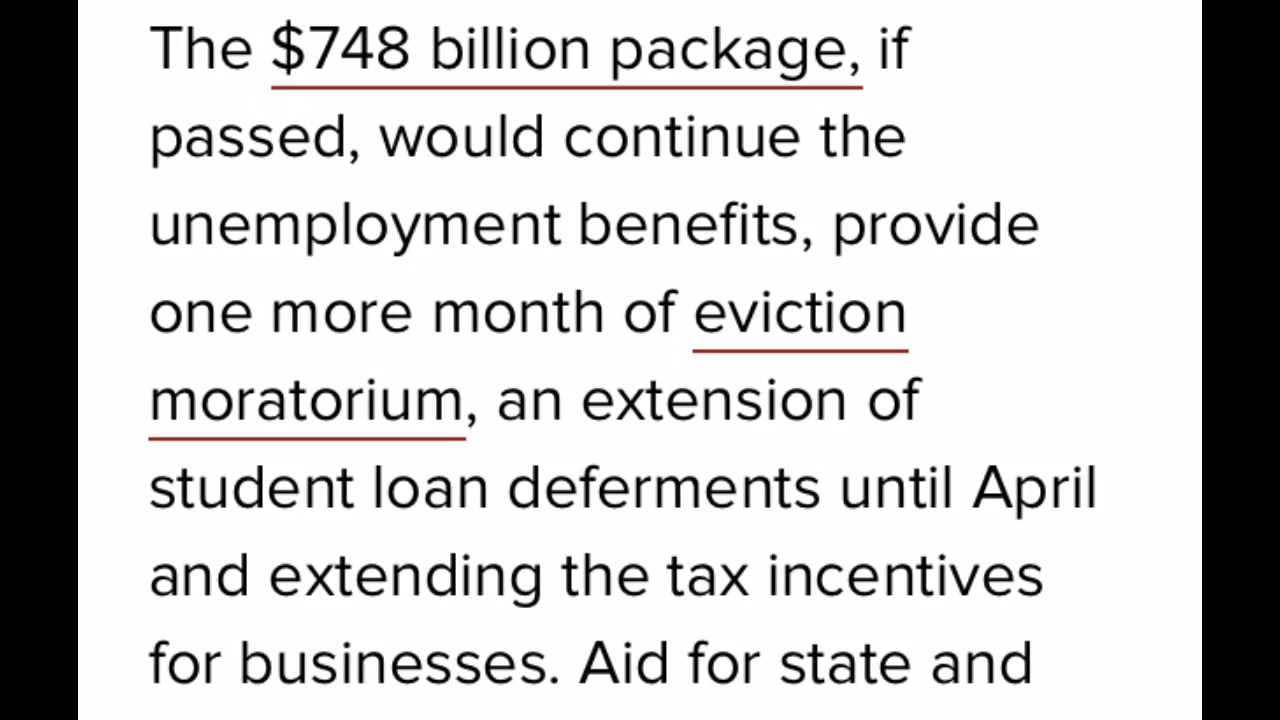 The $748 billion package, if
passed, would continue the
unemployment benefits, provide
one more month of eviction
moratorium, an extension of
student loan deferments until April
and extending the tax incentives
for businesses. Aid for state and